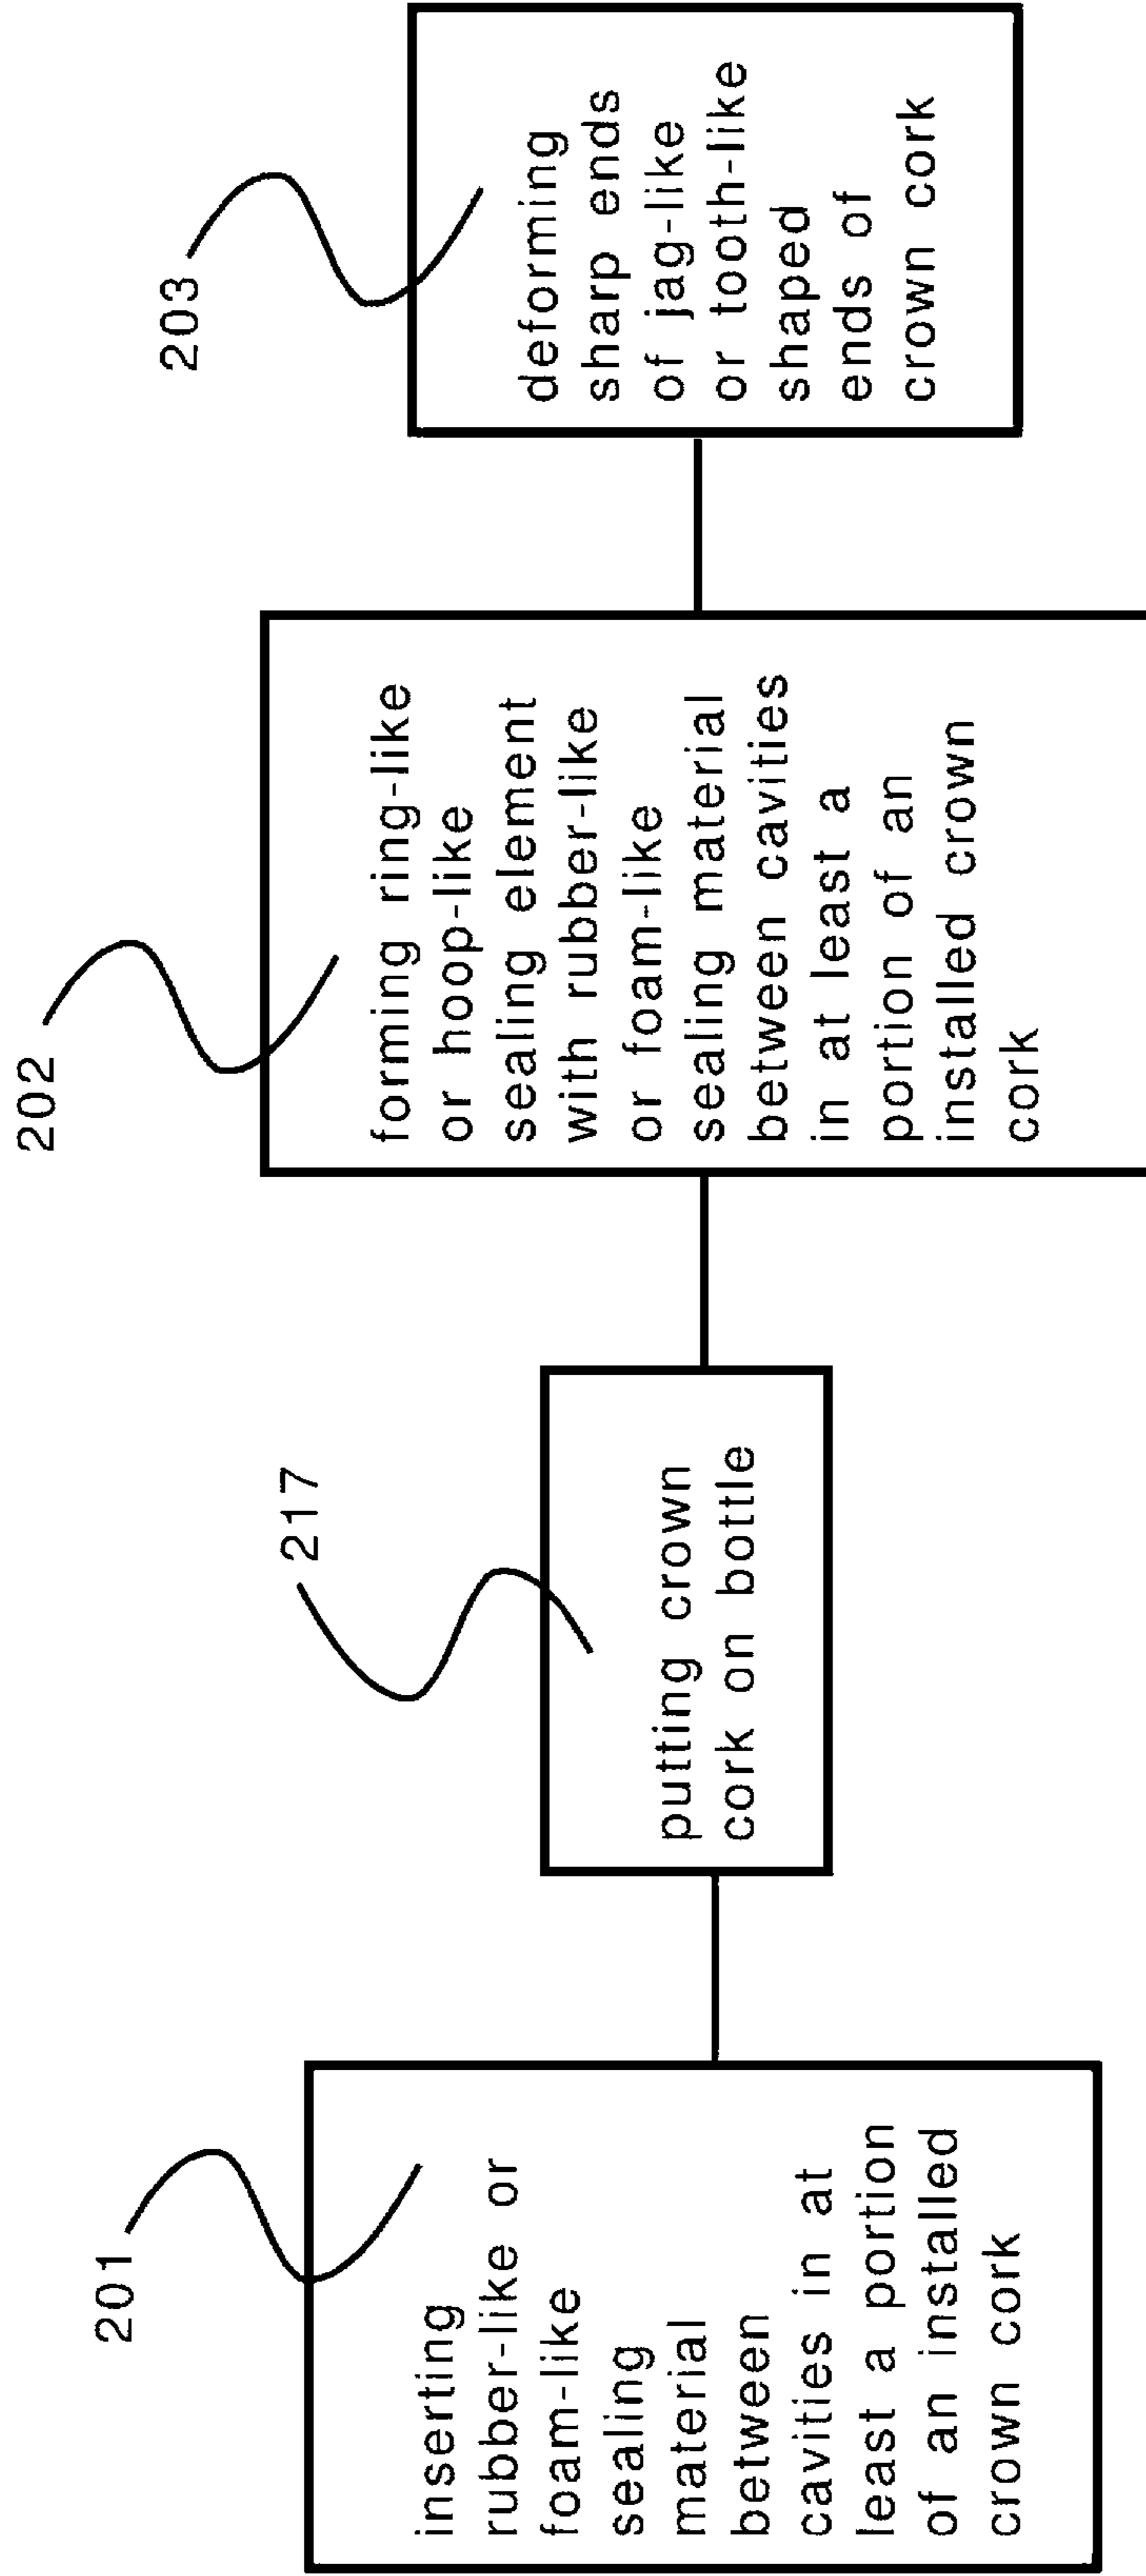 201
inserting
rubber-like or
foam-like
sealing
material
between
cavities in at
least a portion
of an installed
crown cork
217
putting crown
cork on bottle
202
forming ring-like
or hoop-like
sealing element
with rubber-like
or foam-like
sealing material
between cavities
in at least a
portion of an
installed crown
cork
203
deforming
sharp ends
of jag-like
or tooth-like
shaped
ends of
crown cork